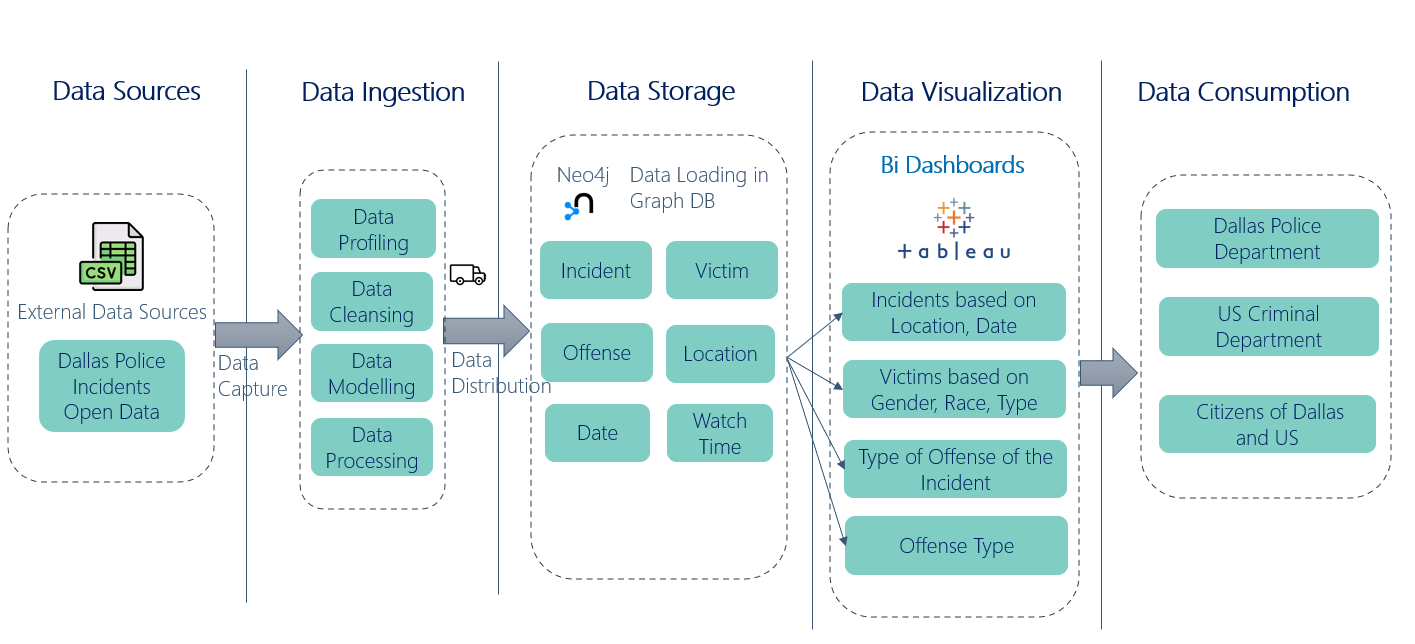 Data Sources
Data Ingestion
Data Storage
Data Visualization
Data Consumption
CSV
External Data Sources
Dallas Police
Incidents
Open Data
Data
Capture
Data
Profiling
Data
Cleansing
Data
Modelling
Data
Processing
Data
Distribution
Neo4j
Data Loading in
Graph DB
Incident
Victim
Offense
Location
Date
Watch
Time
Bi Dashboards
+ a b | e a u
Incidents based on
Location, Date
Victims based on
Gender, Race, Type
Type of Offense of the
Incident
Offense Type
Dallas Police
Department
US Criminal
Department
Citizens of Dallas
and US